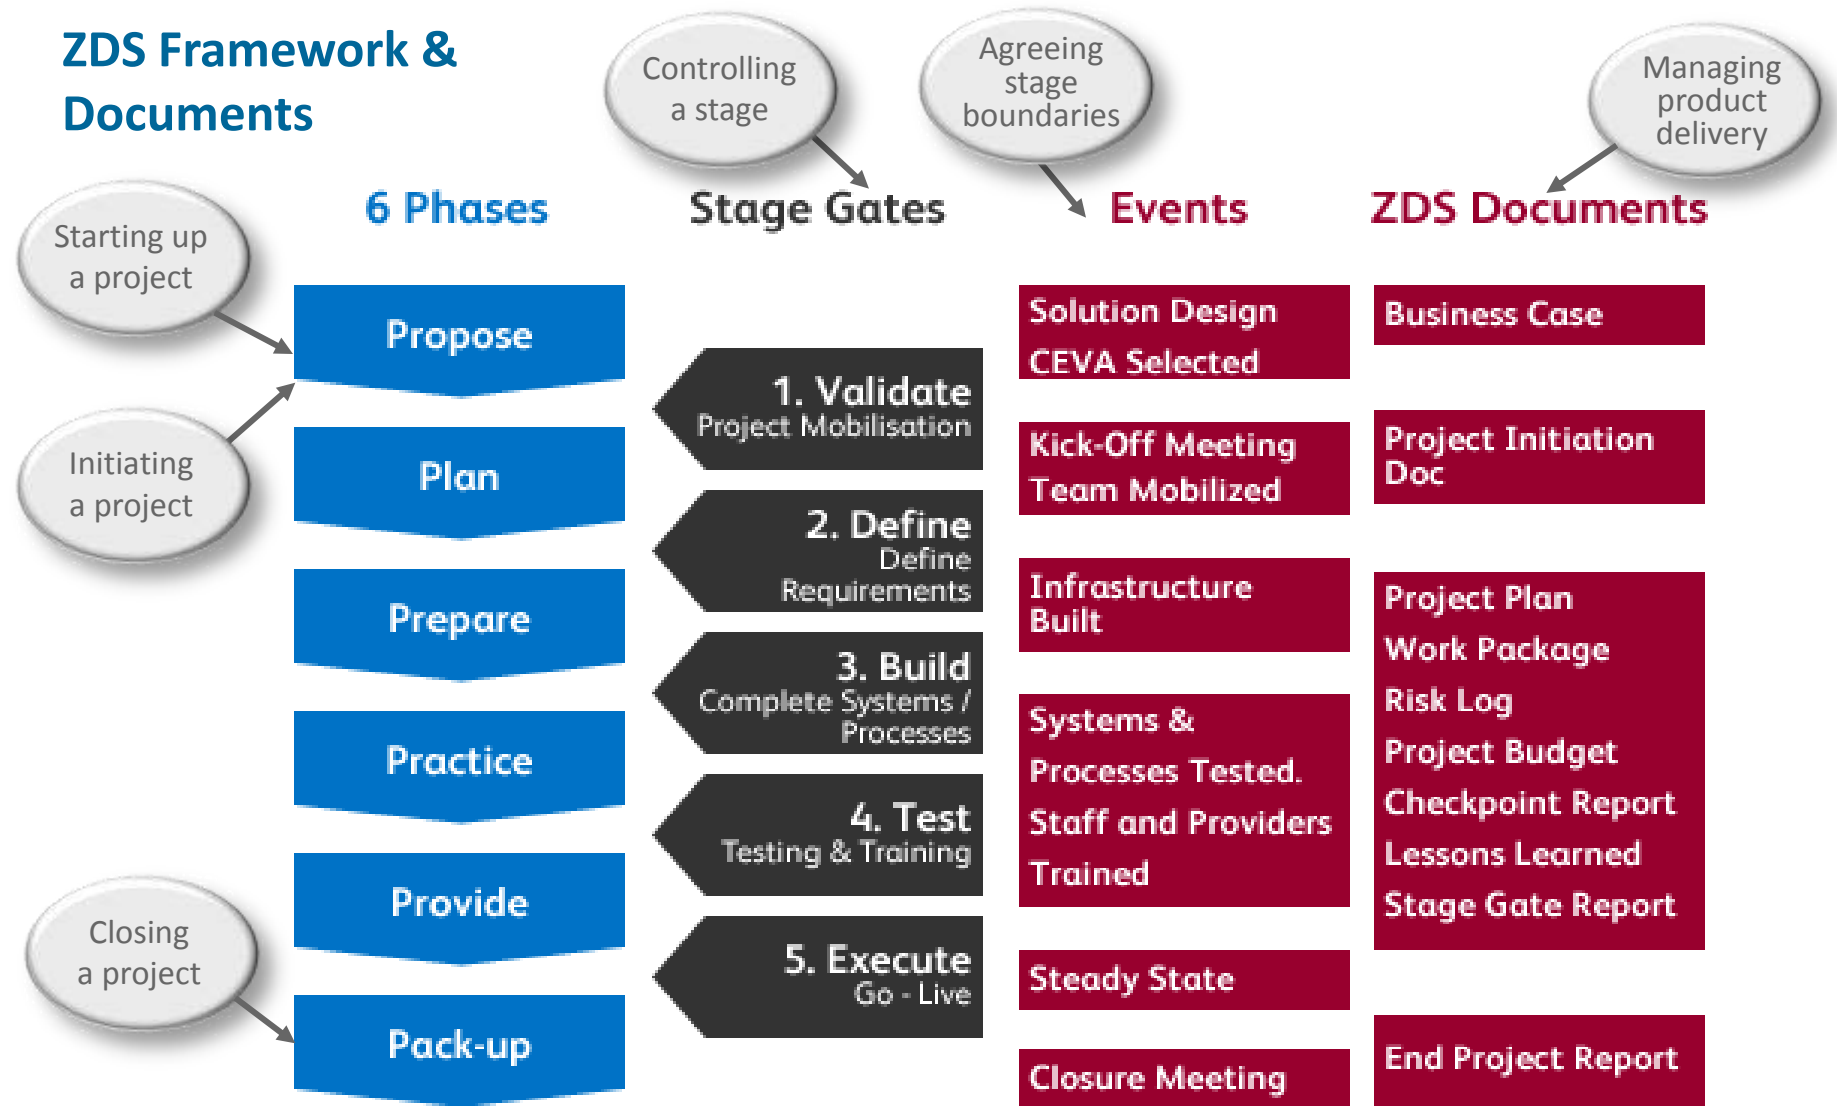 ZDS Framework &
Documents
Controlling
a stage
Agreeing
stage
boundaries
Managing
product
delivery
Starting up
a project
Initiating
a project
Closing
a project
6 Phases
Propose
Plan
Prepare
Practice
Provide
Pack-up
Stage Gates
1. Validate
Project Mobilisation
2. Define
Define
Requirements
3. Build
Complete Systems /
Processes
4. Test
Testing & Training
5. Execute
Go - Live
Events
Solution Design
CEVA Selected
Kick-Off Meeting
Team Mobilized
Infrastructure
Built
Systems &
Processes Tested.
Staff and Providers
Trained
Steady State
Closure Meeting
ZDS Documents
Business Case
Project Initiation
Doc
Project Plan
Work Package
Risk Log
Project Budget
Checkpoint Report
Lessons Learned
Stage Gate Report
End Project Report